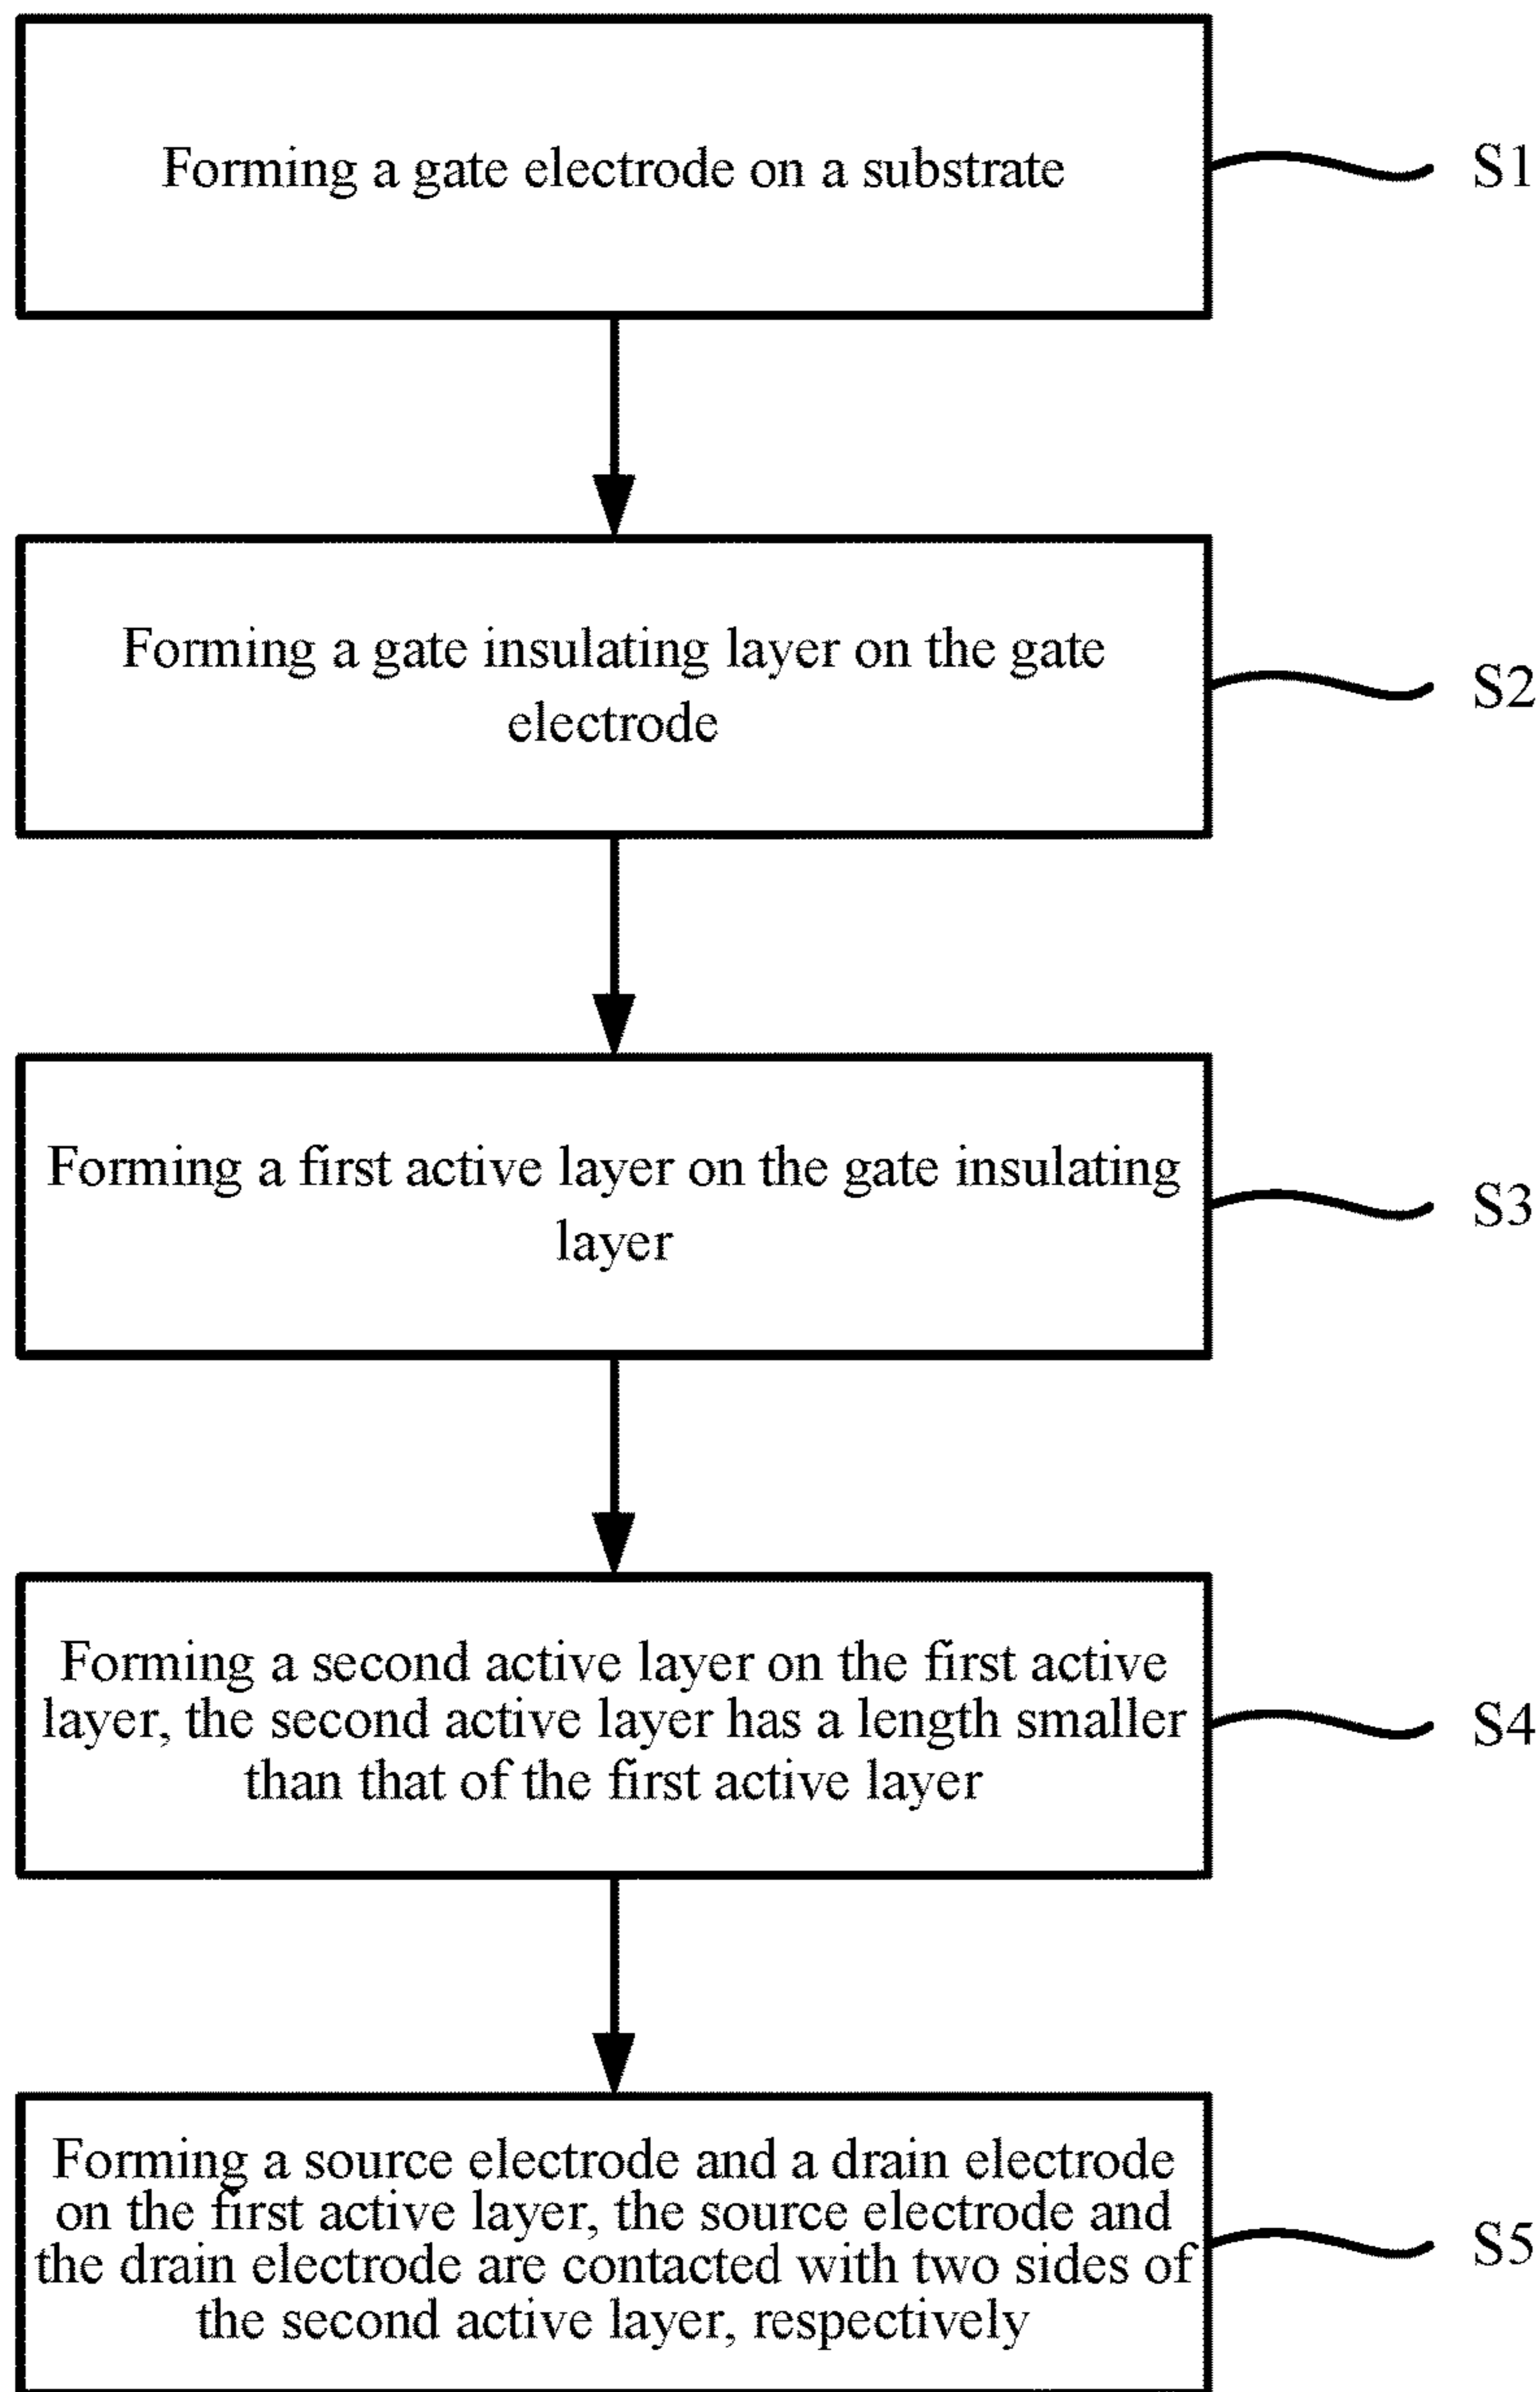 Forming a gate electrode on a substrate
S1
Forming a gate insulating layer on the gate
electrode
S2
Forming a first active layer on the gate insulating
layer
S3
Forming a second active layer on the first active
layer, the second active layer has a length smaller
than that of the first active layer
S4
Forming a source electrode and a drain electrode
on the first active layer, the source electrode and
the drain electrode are contacted with two sides of
the second active layer, respectively
S5